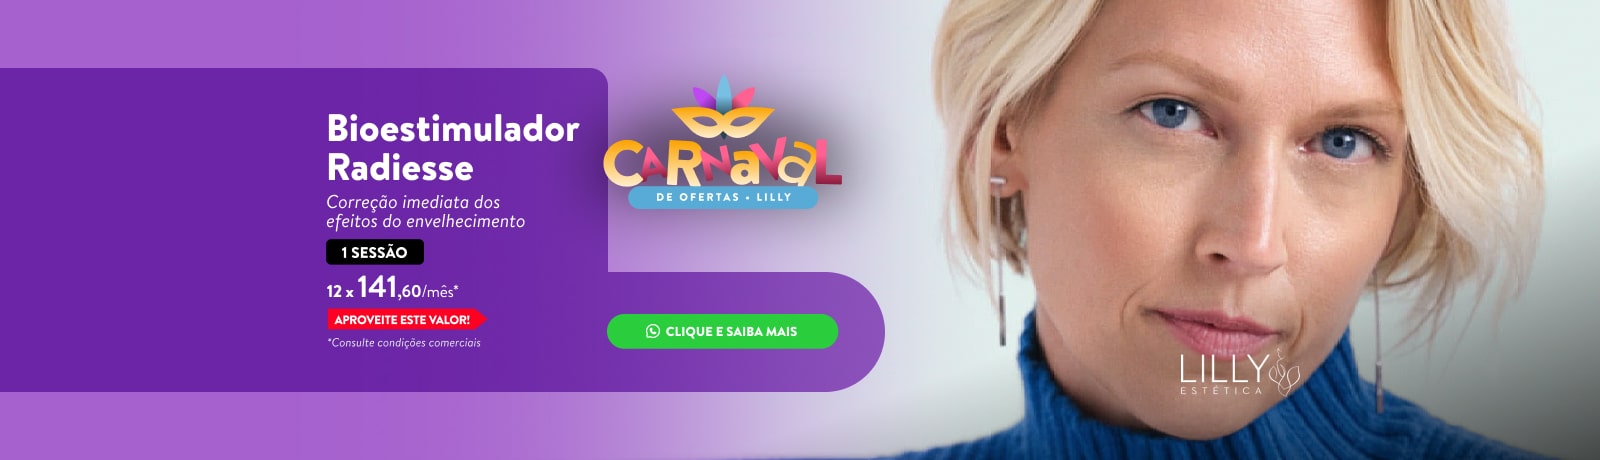 Bioestimulador
Radiesse
Correção imediata dos
efeitos do envelhecimento
1 SESSÃO
12 x 141,60/mês*
APROVEITE ESTE VALOR!
*Consulte condições comerciais
CARNaVaL
DE OFERTAS • LILLY
CLIQUE E SAIBA MAIS
LILLY
ESTÉTICA